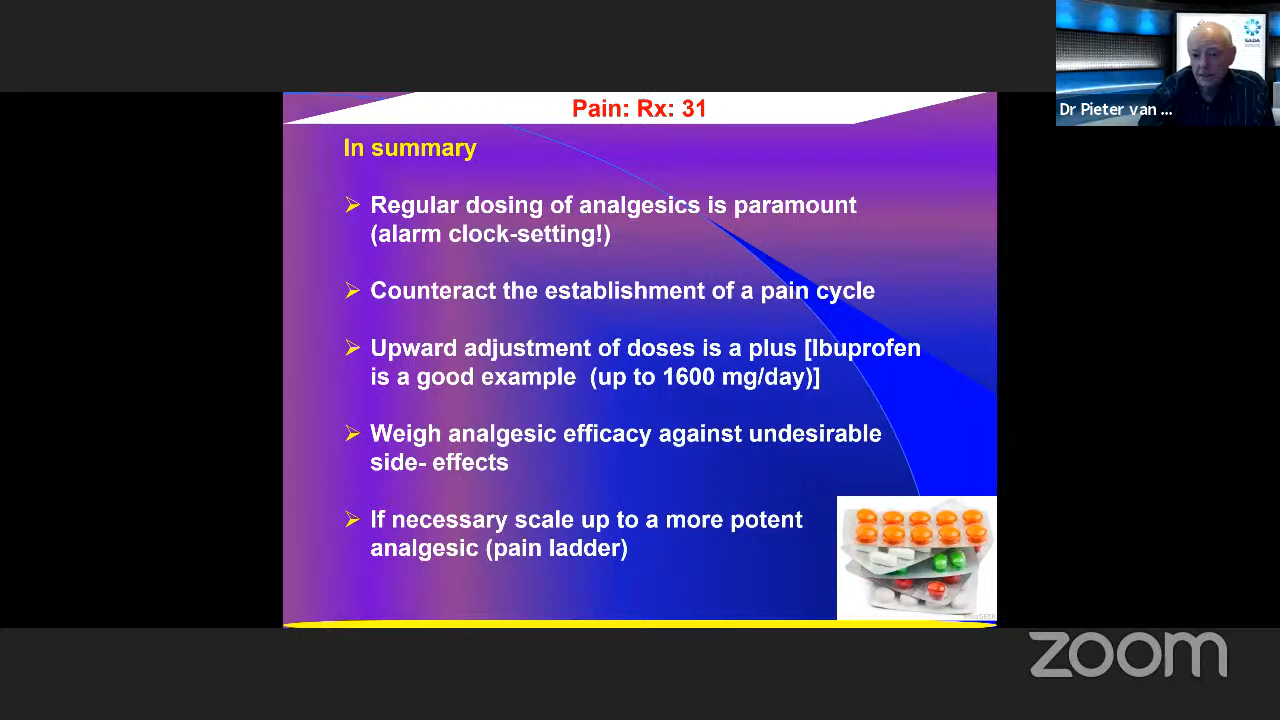 Pain: Rx: 31
In summary
Regular dosing of analgesics is paramount
(alarm clock-setting!)
Counteract the establishment of a pain cycle
Upward adjustment of doses is a plus [Ibuprofen
is a good example (up to 1600 mg/day)]
Weigh analgesic efficacy against undesirable
side- effects
If necessary scale up to a more potent
analgesic (pain ladder)
SADA
Dr Pieter van ...
zoom